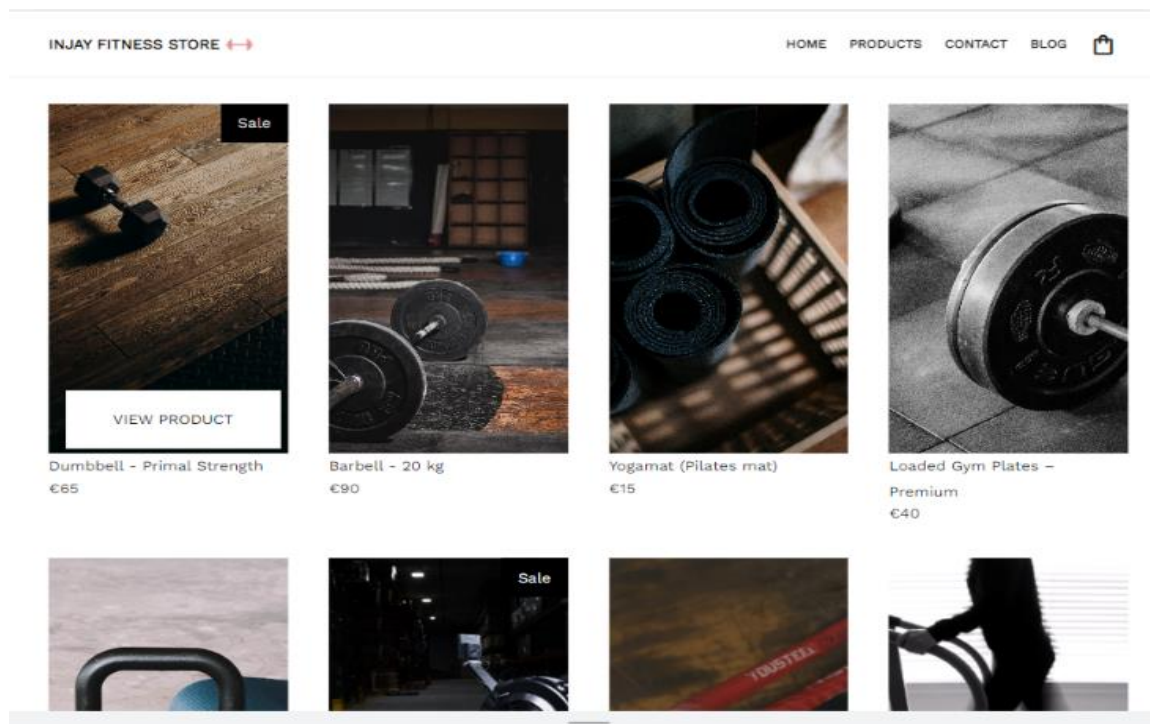 INJAY FITNESS STORE
HOME PRODUCTS CONTACT BLOG
Sale
VIEW PRODUCT
Dumbbell - Primal Strength
€65
Barbell - 20 kg
€90
Yogamat (Pilates mat)
€15
Loaded Gym Plates –
Premium
€40
Sale